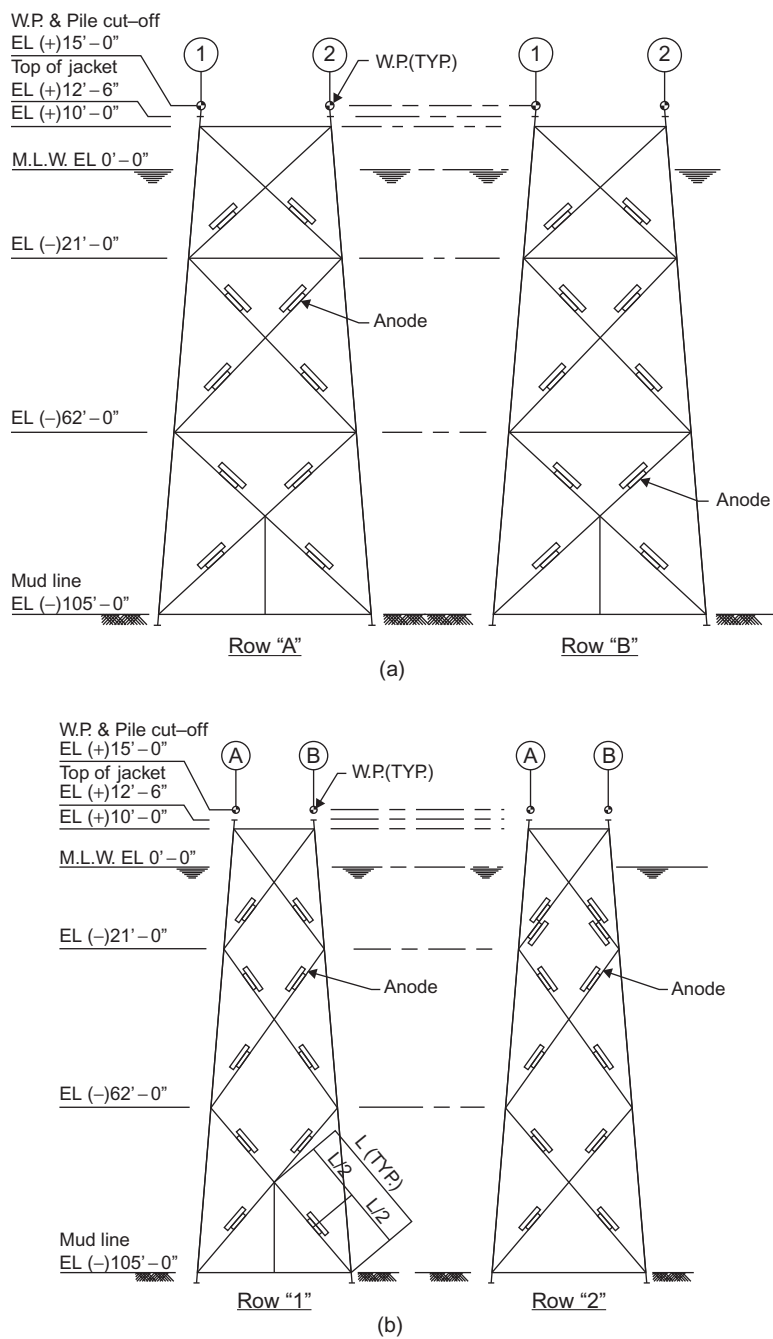 W.P. & Pile cut–off
EL (+)15’–0”
Top of jacket
EL (+)12’–6”
EL (+)10’–0”
1
2
W.P.(TYP.)
1
2
M.L.W. EL 0’–0”
EL (–)21’–0”
Anode
EL (–)62’–0”
Anode
Mud line
EL (–)105’–0”
Row “A”
Row “B”
(a)
W.P. & Pile cut–off
EL (+)15’–0”
Top of jacket
EL (+)12’–6”
EL (+)10’–0”
A
B
W.P.(TYP.)
A
B
M.L.W. EL 0’–0”
EL (–)21’–0”
Anode
Anode
EL (–)62’–0”
L (TYP.)
L/2
L/2
Mud line
EL (–)105’–0”
Row “1”
Row “2”
(b)